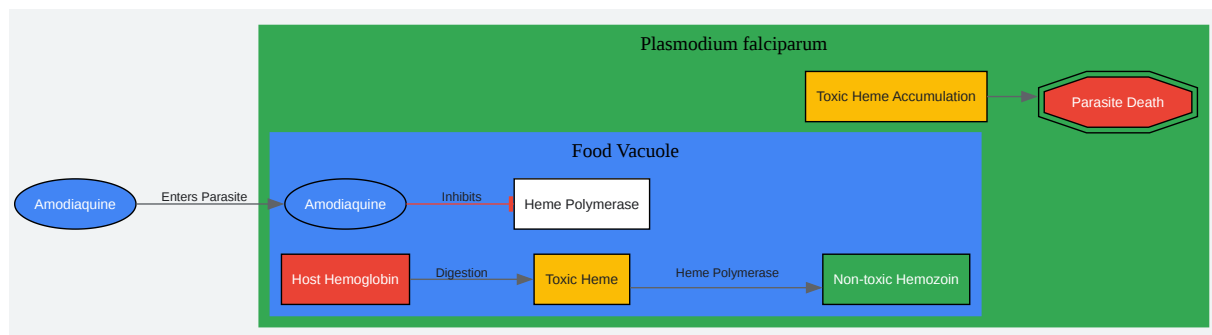 Plasmodium falciparum
Toxic Heme Accumulation
Parasite Death
Food Vacuole
Amodiaquine
Enters Parasite
Amodiaquine
Inhibits
Heme Polymerase
Host Hemoglobin
Digestion
Toxic Heme
Heme Polymerase
Non-toxic Hemozoin